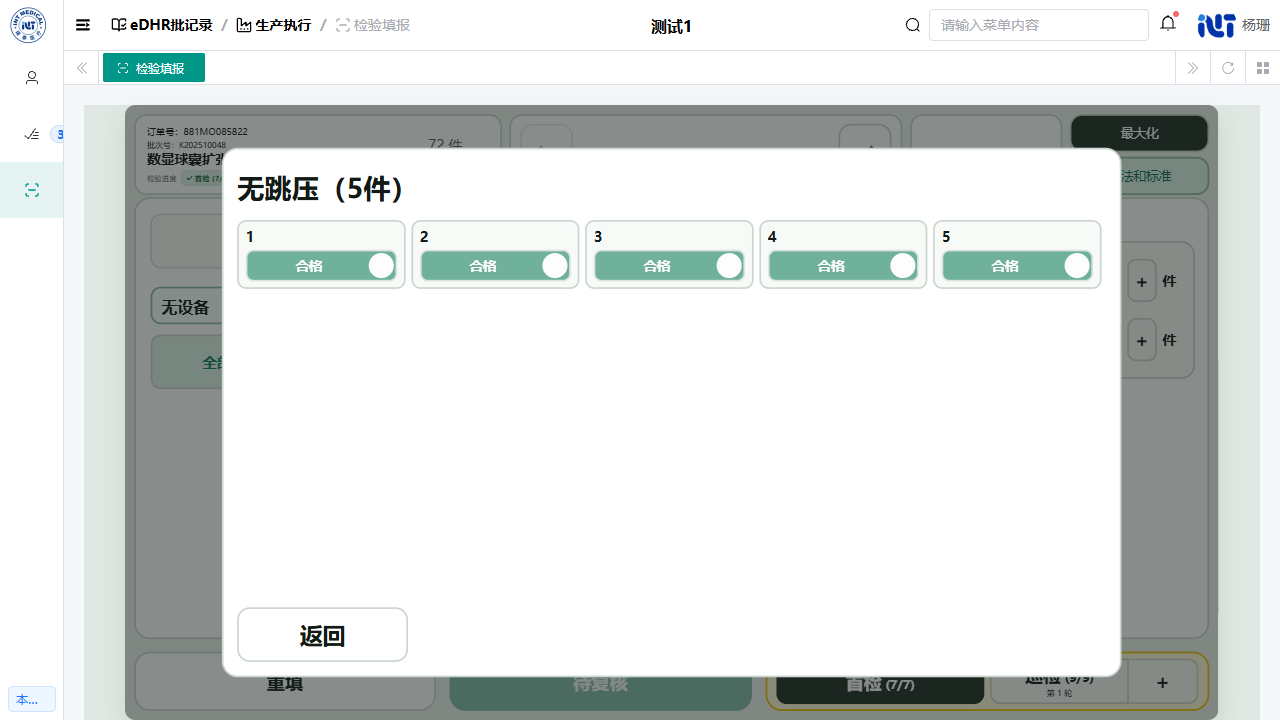 eDHR批记录 / 生产执行 / 检验填报
测试1
请输入菜单内容
杨珊
检验填报
3
订单号：881MO085822
批次号：K202510048
数显球囊扩张
检验进度
首检 (7/
72 件
最大化
法和标准
无跳压（5件）
1
合格
2
合格
3
合格
4
合格
5
合格
无设备
+ 件
全部
+ 件
返回
重填
待复核
首检 (7/7)
巡检 (9/9)
第 1 轮
+
本...